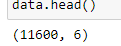 data.head()
(11600, 6)